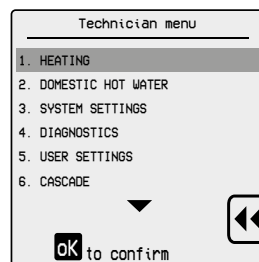 Technician menu
1. HEATING
2. DOMESTIC HOT WATER
3. SYSTEM SETTINGS
4. DIAGNOSTICS
5. USER SETTINGS
6. CASCADE
OK to confirm